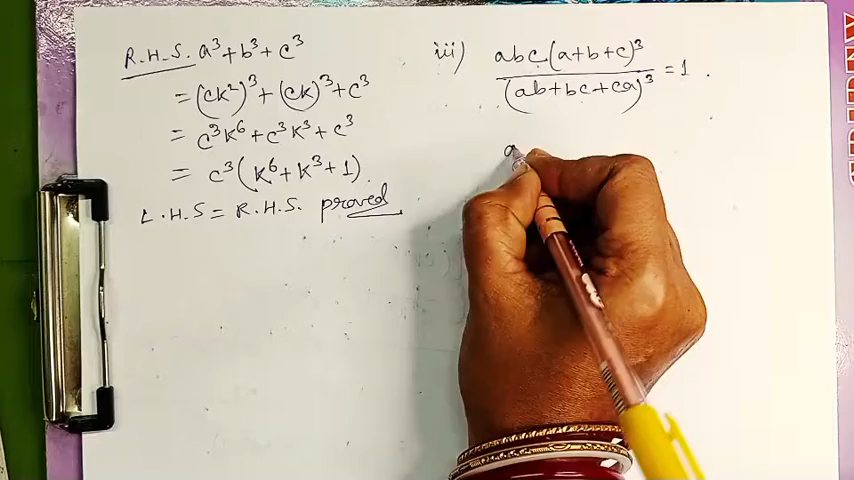 R.H.S. a³+b³+c³
= (ck²)³+(ck)³+c³
= c³k⁶+c³k³+c³
= c³(k⁶+k³+1).
L.H.S = R.H.S. proved
iii) abc(a+b+c)³
(ab+bc+ca)³ = 1 .
a